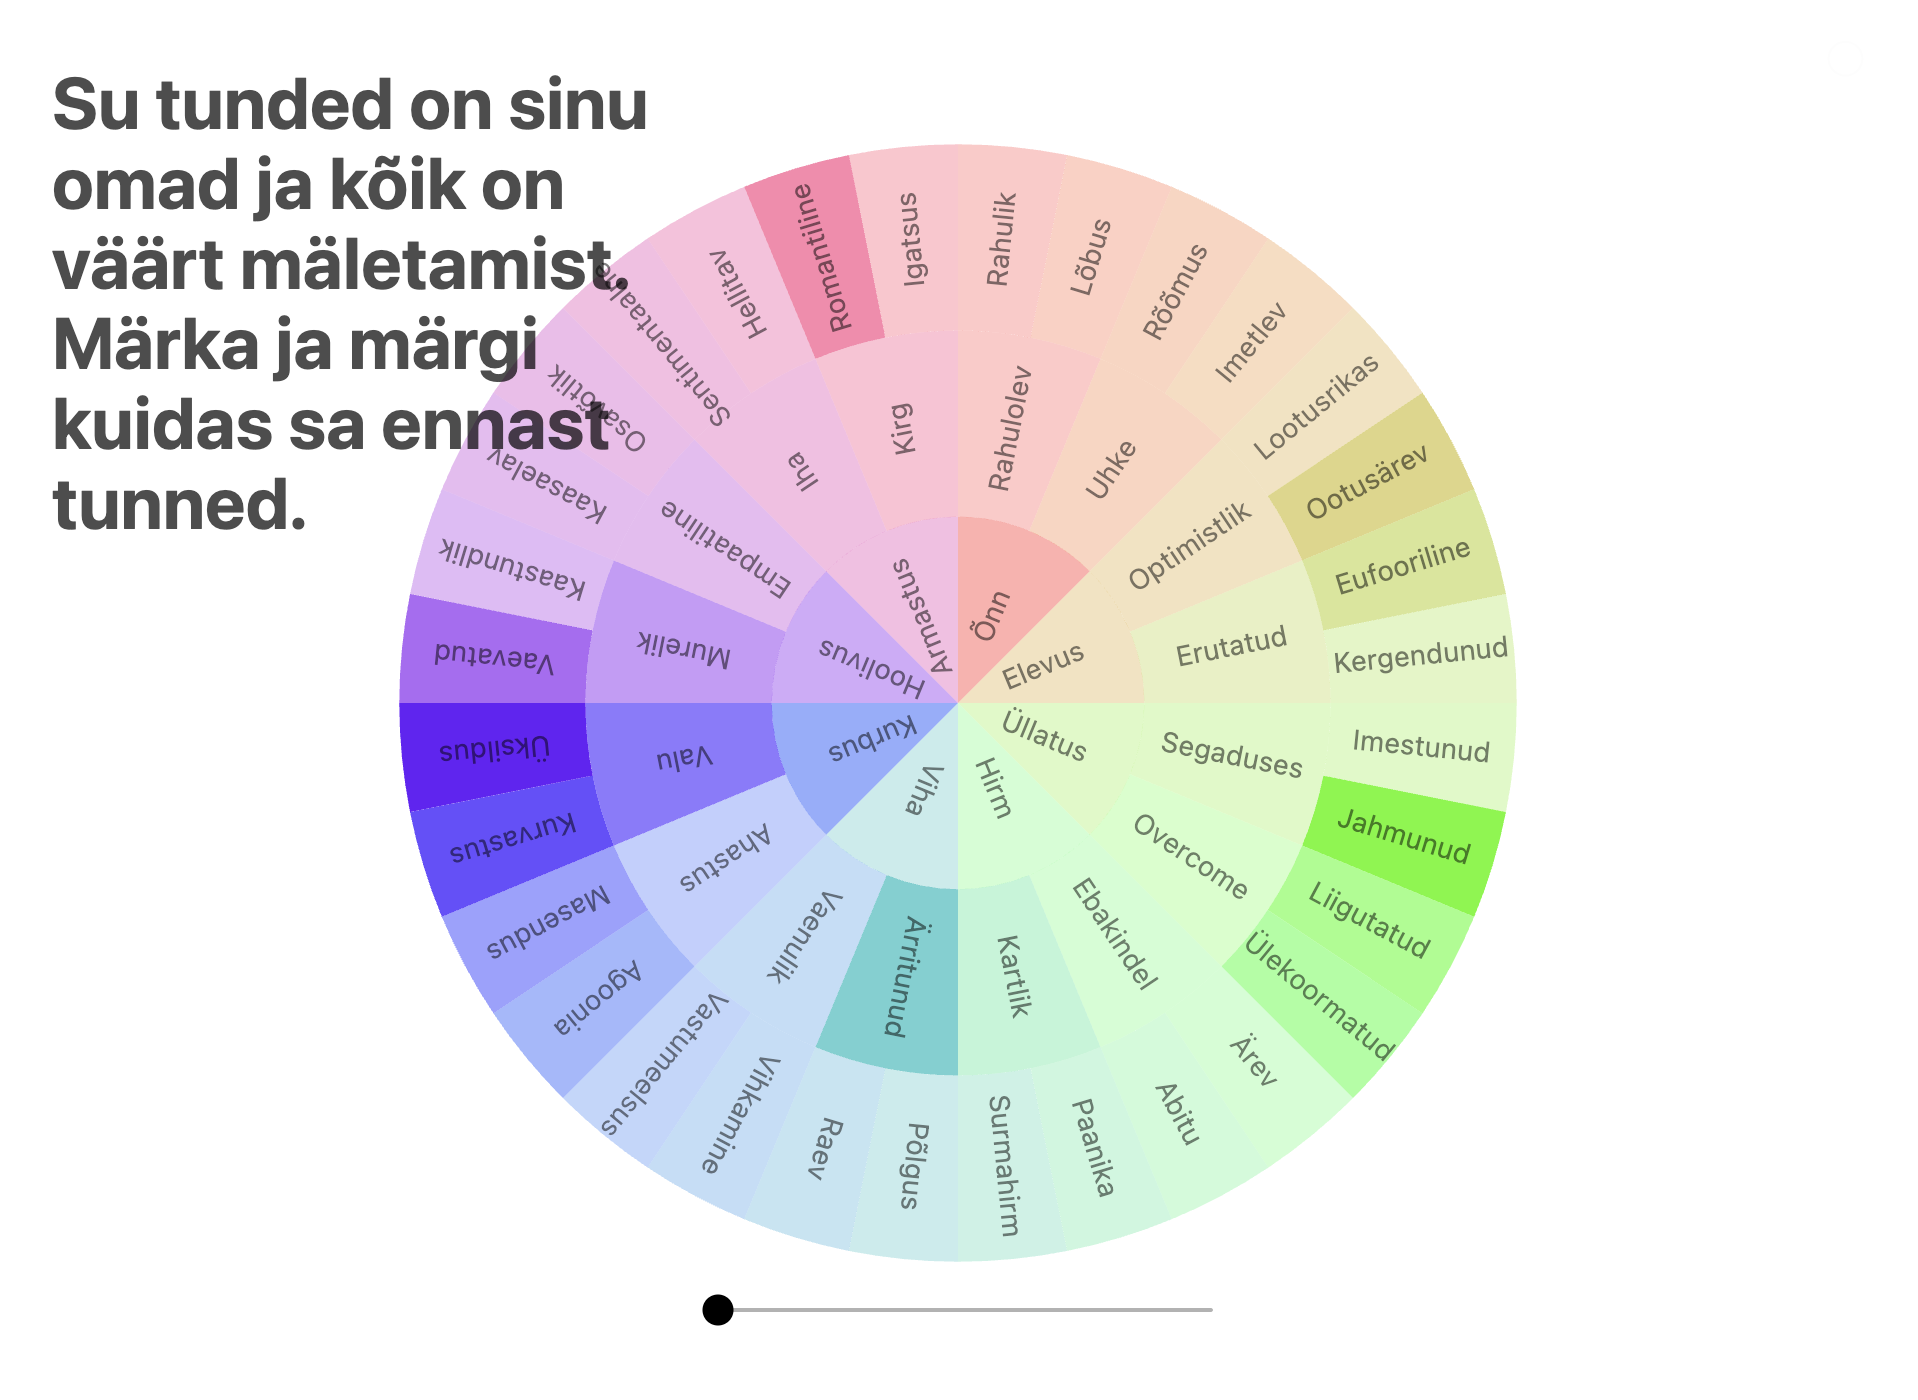 Su tunded on sinu
omad ja kõik on
väärt mäletamist.
Märka ja märgi
kuidas sa ennast
tunned.
Õnn
Elevus
Üllatus
Hirm
Viha
Kurbus
Hoolivus
Armastus
Rahulolev
Uhke
Optimistlik
Erutatud
Segaduses
Overcome
Ebakindel
Kartlik
Ärritunud
Vaenulik
Ahastus
Valu
Murelik
Empaatiline
Iha
Kirg
Rahulik
Lõbus
Röömus
Imetlev
Lootusrikas
Ootusärev
Eufooriline
Kergendunud
Imestunud
Jahmunud
Liigutatud
Ülekoormatud
Ärev
Abitu
Paanika
Surmahirm
Põlgus
Raev
Vihkamine
Vastumeelsus
Agoonia
Masendus
Kurvastus
Üksildus
Vaevatud
Kaastundlik
Kaasaelav
Osavõtlik
Sentimentaalne
Hellitav
Romantiline
Igatsus